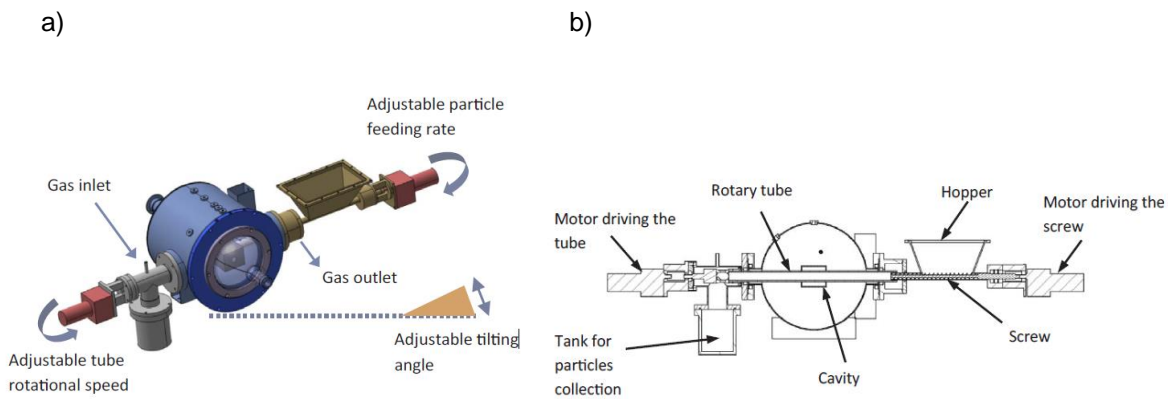 a)
Adjustable particle
feeding rate
Gas inlet
Gas outlet
Adjustable tilting
angle
Adjustable tube
rotational speed
b)
Rotary tube
Hopper
Motor driving the
tube
Motor driving the
screw
Tank for
particles
collection
Cavity
Screw